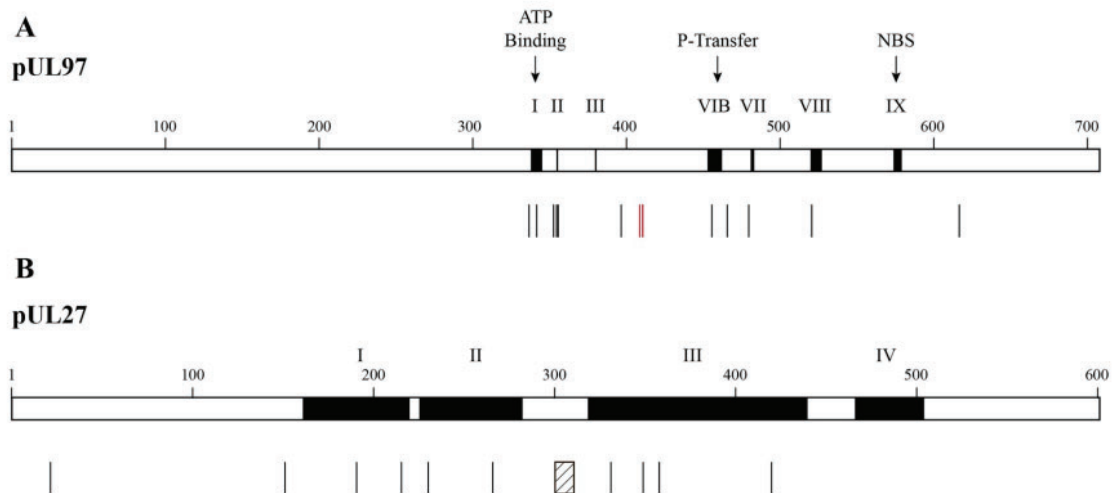 A
ATP
Binding
P-Transfer
NBS
pUL97
I II III VIB VII VIII IX
1 100 200 300 400 500 600 700
B
pUL27
I II III IV
1 100 200 300 400 500 600